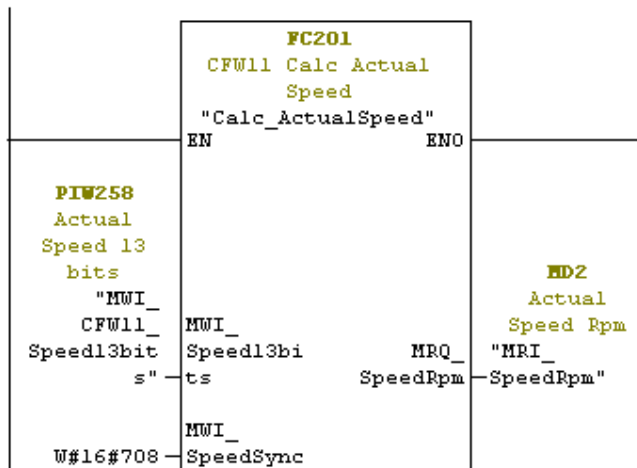 FC201
CFW11 Calc Actual
Speed
"Calc_ActualSpeed"
EN ENO
PIW258
Actual
Speed 13
bits
"MWI_
CFW11_
Speed13bit
s"
MWI_
Speed13bi
ts
MD2
Actual
Speed Rpm
MRQ_
SpeedRpm
"MRI_
SpeedRpm"
W#16#708
MWI_
SpeedSync